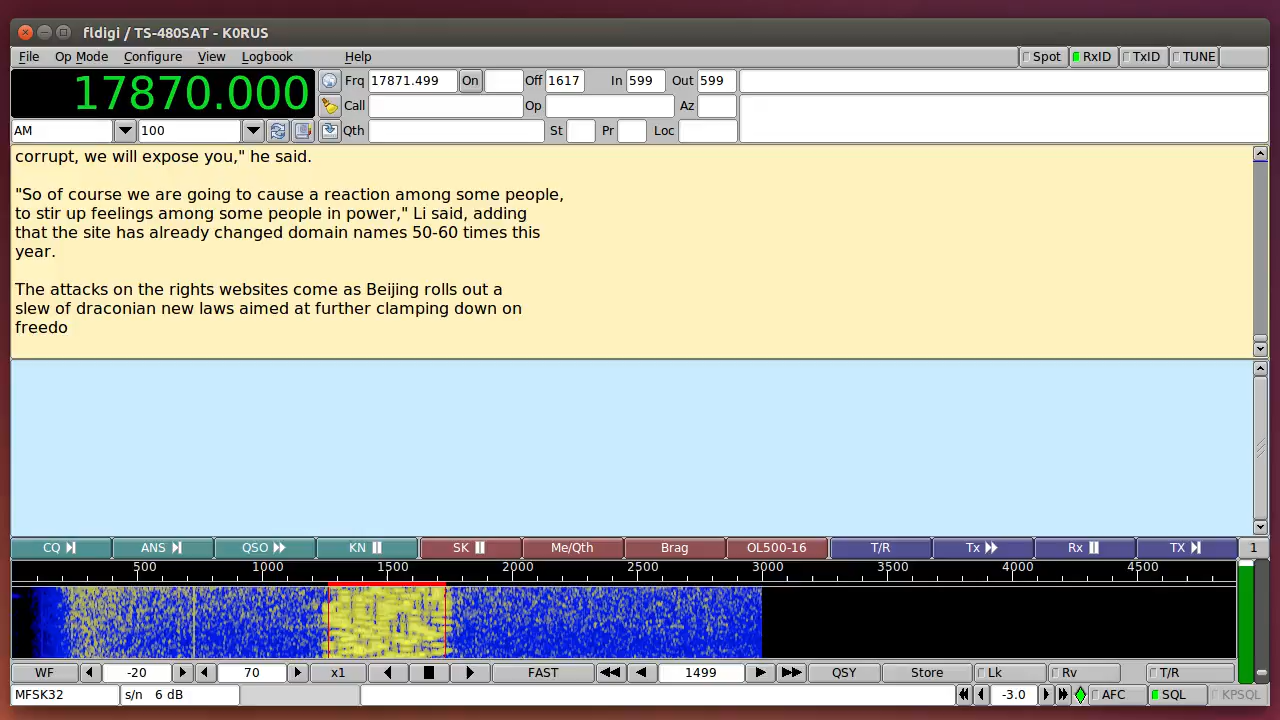 fldigi / TS-480SAT - K0RUS
File Op Mode Configure View Logbook Help Spot RxID TxID TUNE
17870.000 Frq 17871.499 On Off 1617 In 599 Out 599
Call Op Az
AM 100 Qth St Pr Loc
corrupt, we will expose you," he said.
"So of course we are going to cause a reaction among some people,
to stir up feelings among some people in power," Li said, adding
that the site has already changed domain names 50-60 times this
year.
The attacks on the rights websites come as Beijing rolls out a
slew of draconian new laws aimed at further clamping down on
freedo
CQ ANS QSO KN SK Me/Qth Brag OL500-16 T/R Tx Rx TX 1
500 1000 1500 2000 2500 3000 3500 4000 4500
WF -20 70 x1 FAST 1499 QSY Store Lk Rv T/R
MFSK32 s/n 6 dB -3.0 AFC SQL KPSQL